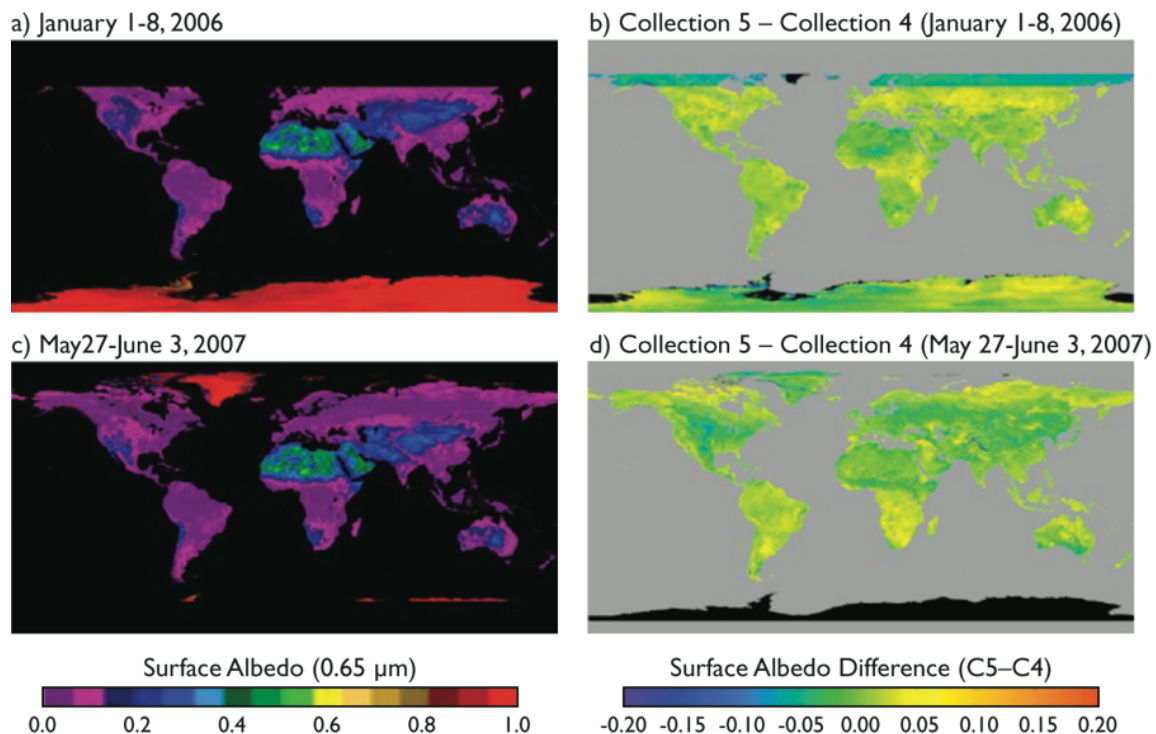 a) January 1-8, 2006
b) Collection 5 – Collection 4 (January 1-8, 2006)
c) May27-June 3, 2007
d) Collection 5 – Collection 4 (May 27-June 3, 2007)
Surface Albedo (0.65 µm)
0.0 0.2 0.4 0.6 0.8 1.0
Surface Albedo Difference (C5–C4)
-0.20 -0.15 -0.10 -0.05 0.00 0.05 0.10 0.15 0.20